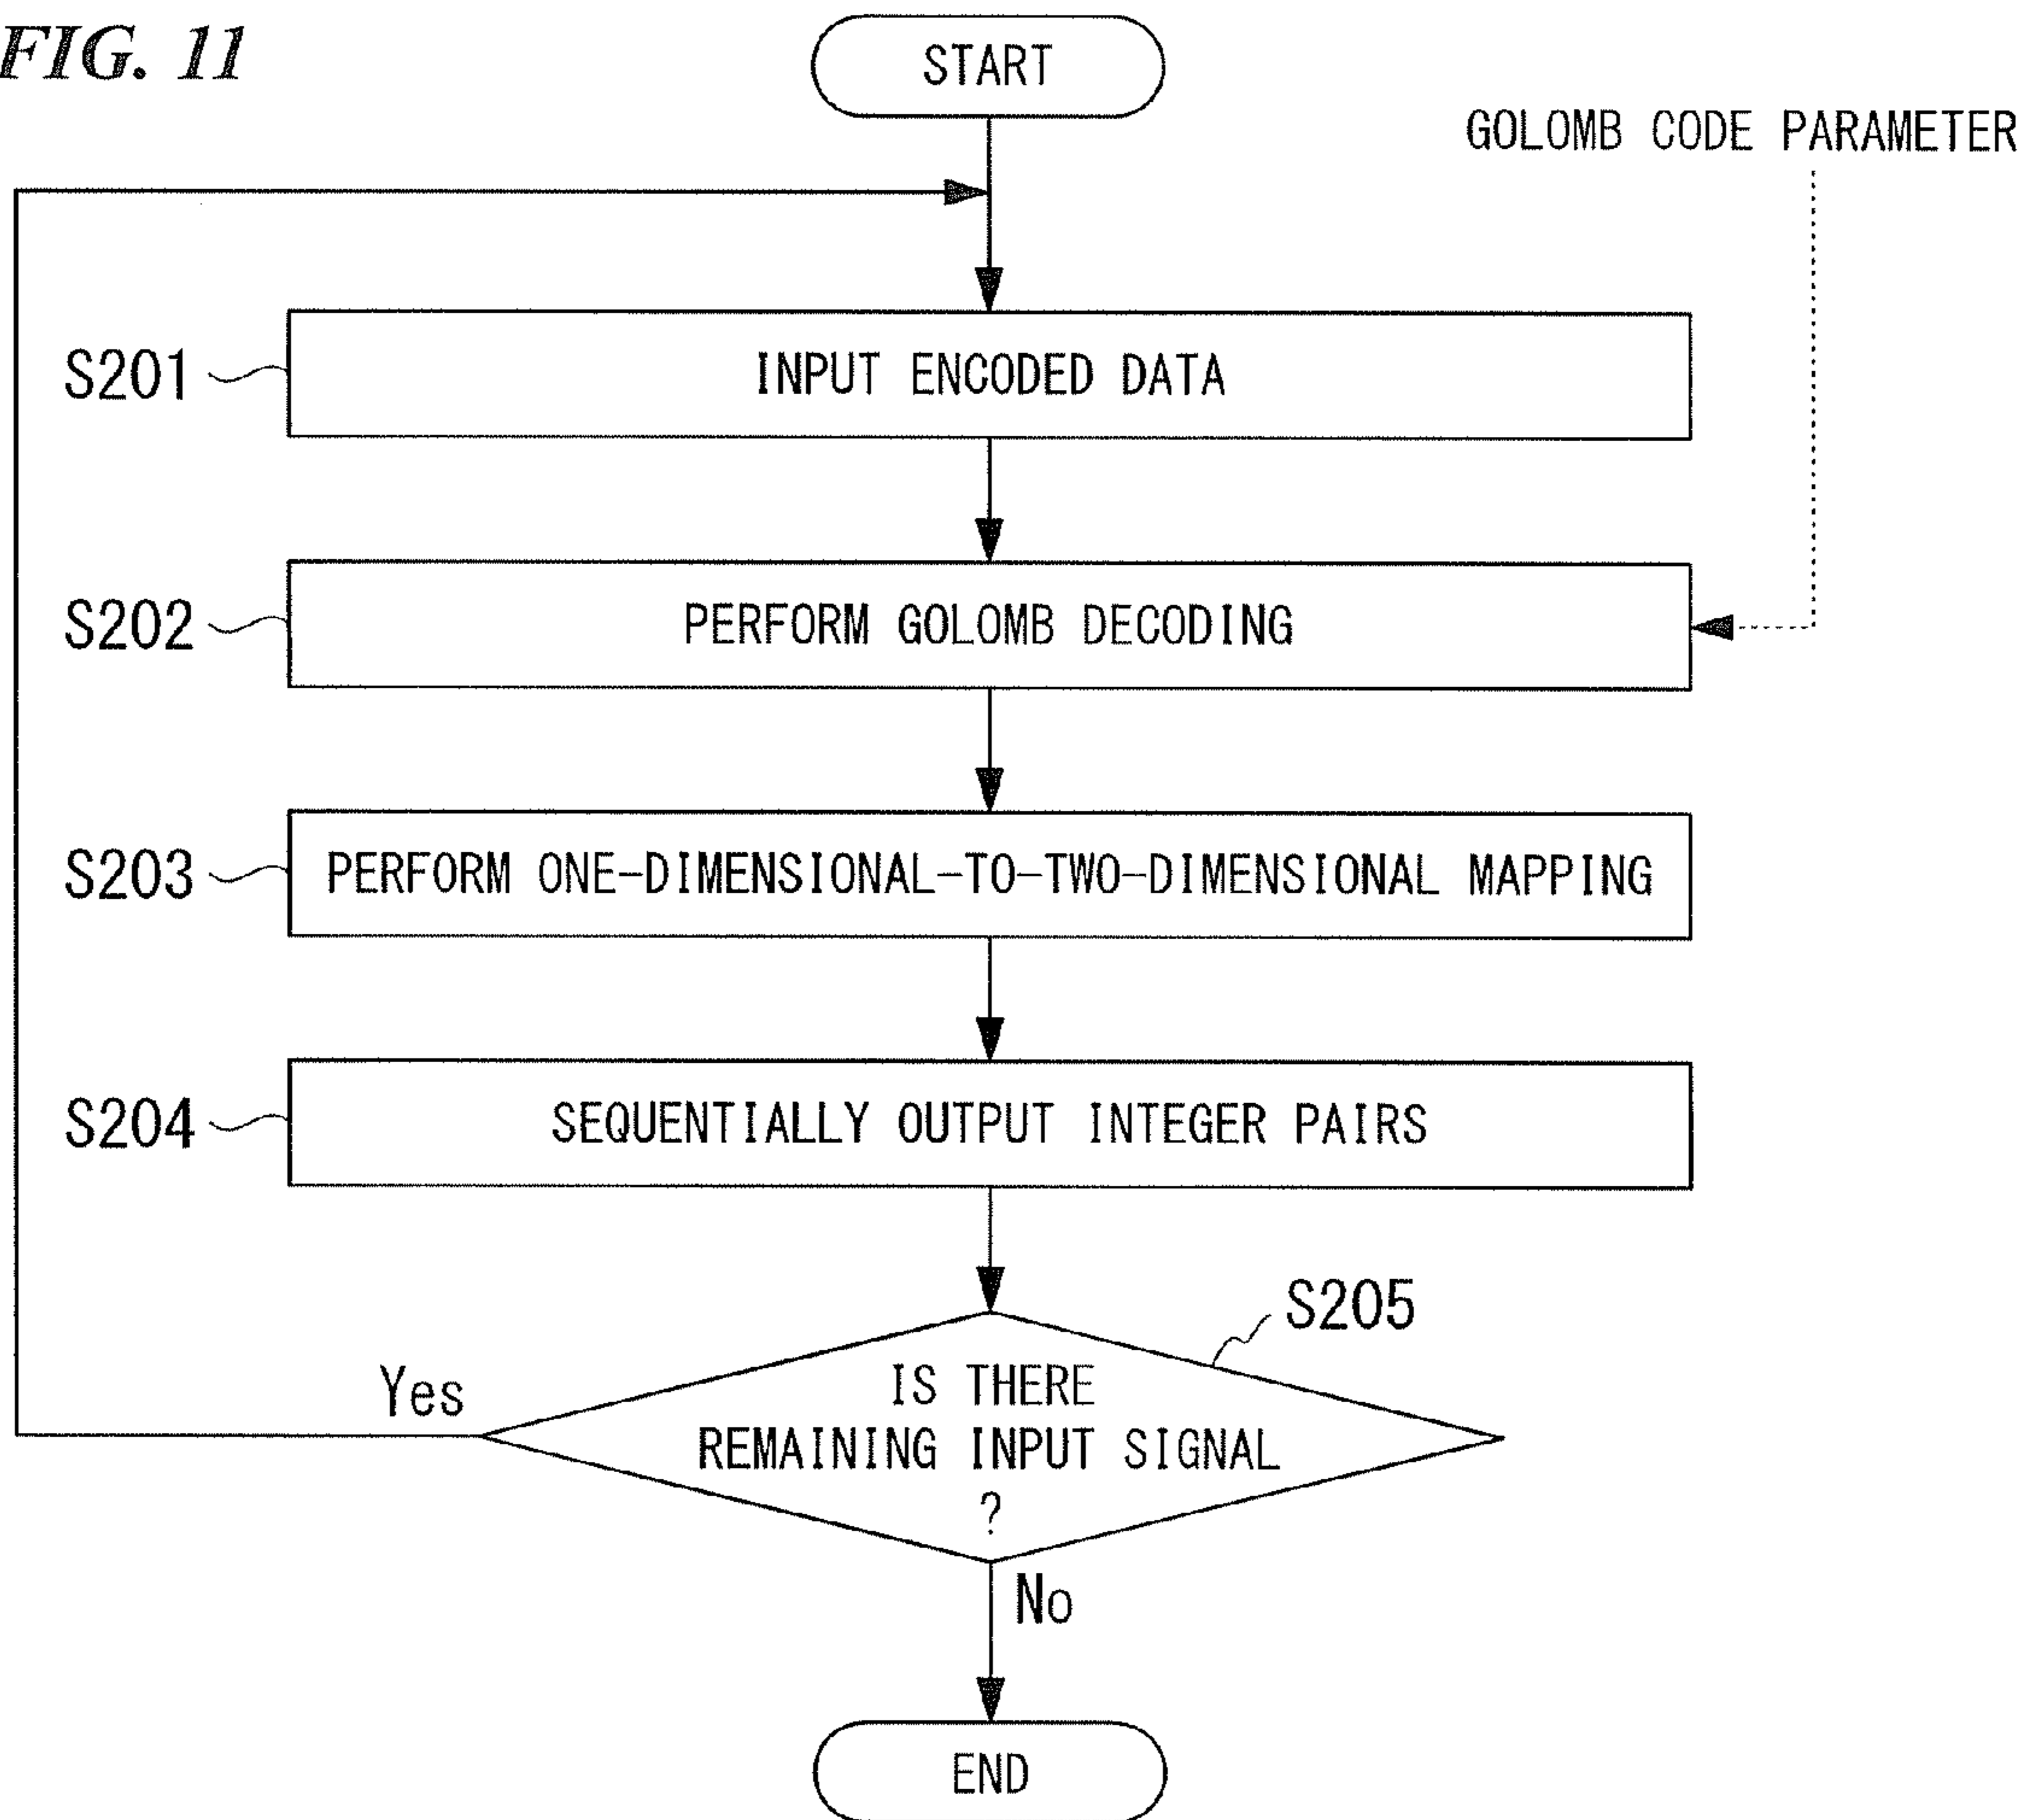 FIG. 11
START
GOLOMB CODE PARAMETER
S201
INPUT ENCODED DATA
S202
PERFORM GOLOMB DECODING
S203
PERFORM ONE-DIMENSIONAL-TO-TWO-DIMENSIONAL MAPPING
S204
SEQUENTIALLY OUTPUT INTEGER PAIRS
S205
Yes
IS THERE
REMAINING INPUT SIGNAL
?
No
END